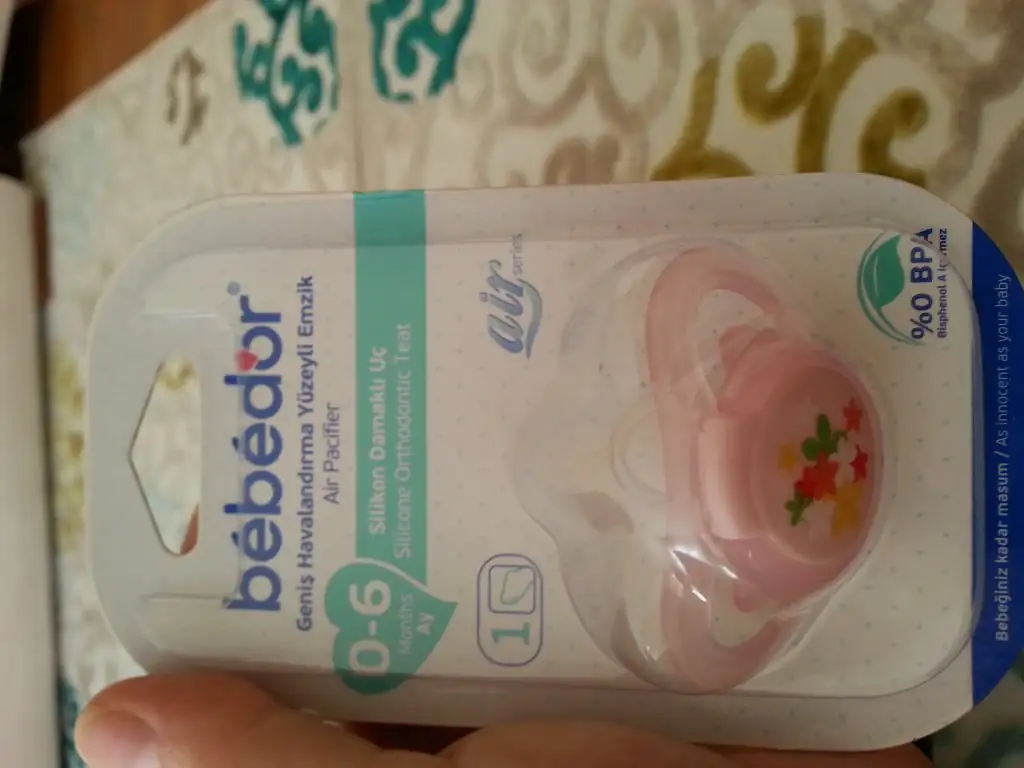 bébédor®
Geniş Havalandırma Yüzeyli Emzik
Air Pacifier
Silikon Damaklı Uç
Silicone Orthodontic Teat
0-6
Months
Ay
air
series
1
%0 BPA
Bisphenol A içermez
Bebeğiniz kadar masum / As innocent as your baby